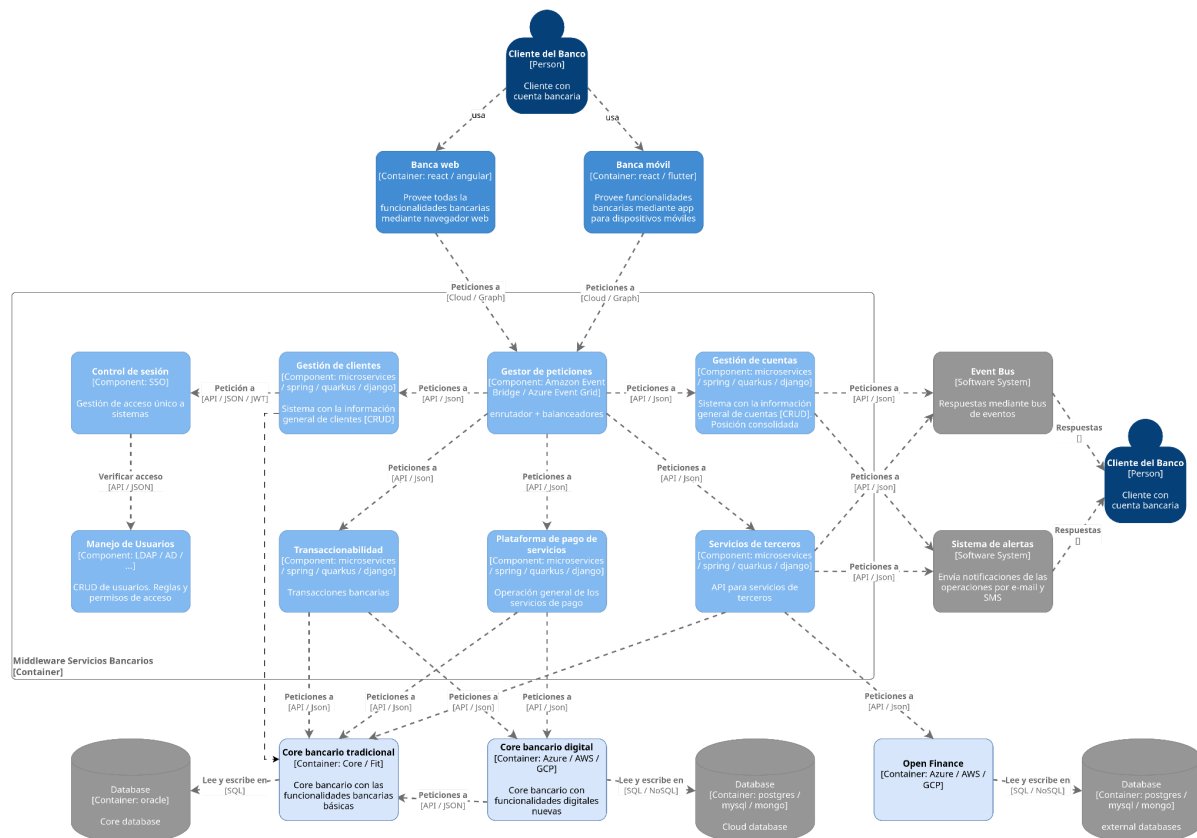 Cliente del Banco
[Person]
Cliente con
cuenta bancaria
usa
usa
Banca web
[Container: react / angular]
Provee todas la
funcionalidades bancarias
mediante navegador web
Banca móvil
[Container: react / flutter]
Provee funcionalidades
bancarias mediante app
para dispositivos móviles
Peticiones a
[Cloud / Graph]
Peticiones a
[Cloud / Graph]
Control de sesión
[Component: SSO]
Gestión de acceso único a
sistemas
Petición a
[API / JSON / JWT]
Gestión de clientes
[Component: microservices
/ spring / quarkus / django]
Sistema con la información
general de clientes [CRUD]
Peticiones a
[API / Json]
Gestor de peticiones
[Component: Amazon Event
Bridge / Azure Event Grid]
enrutador + balanceadores
Peticiones a
[API / Json]
Gestión de cuentas
[Component: microservices
/ spring / quarkus / django]
Sistema con la información
general de cuentas [CRUD].
Posición consolidada
Peticiones a
[API / Json]
Event Bus
[Software System]
Respuestas mediante bus
de eventos
Respuestas
[]
Cliente del Banco
[Person]
Cliente con
cuenta bancaria
Verificar acceso
[API / JSON]
Peticiones a
[API / Json]
Peticiones a
[API / Json]
Peticiones a
[API / Json]
Peticiones a
[API / Json]
Respuestas
[]
Manejo de Usuarios
[Component: LDAP / AD /
...]
CRUD de usuarios. Reglas y
permisos de acceso
Transaccionabilidad
[Component: microservices
/ spring / quarkus / django]
Transacciones bancarias
Plataforma de pago de
servicios
[Component: microservices
/ spring / quarkus / django]
Operación general de los
servicios de pago
Servicios de terceros
[Component: microservices
/ spring / quarkus / django]
API para servicios de
terceros
Peticiones a
[API / Json]
Sistema de alertas
[Software System]
Envía notificaciones de las
operaciones por e-mail y
SMS
Middleware Servicios Bancarios
[Container]
Peticiones a
[API / Json]
Peticiones a
[API / Json]
Peticiones a
[API / Json]
Peticiones a
[API / Json]
Peticiones a
[API / Json]
Database
[Container: oracle]
Core database
Lee y escribe en
[SQL]
Core bancario tradicional
[Container: Core / Fit]
Core bancario con las
funcionalidades bancarias
básicas
Peticiones a
[API / JSON]
Core bancario digital
[Container: Azure / AWS /
GCP]
Core bancario con
funcionalidades digitales
nuevas
Lee y escribe en
[SQL / NoSQL]
Database
[Container: postgres /
mysql / mongo]
Cloud database
Open Finance
[Container: Azure / AWS /
GCP]
Lee y escribe en
[SQL / NoSQL]
Database
[Container: postgres /
mysql / mongo]
external databases